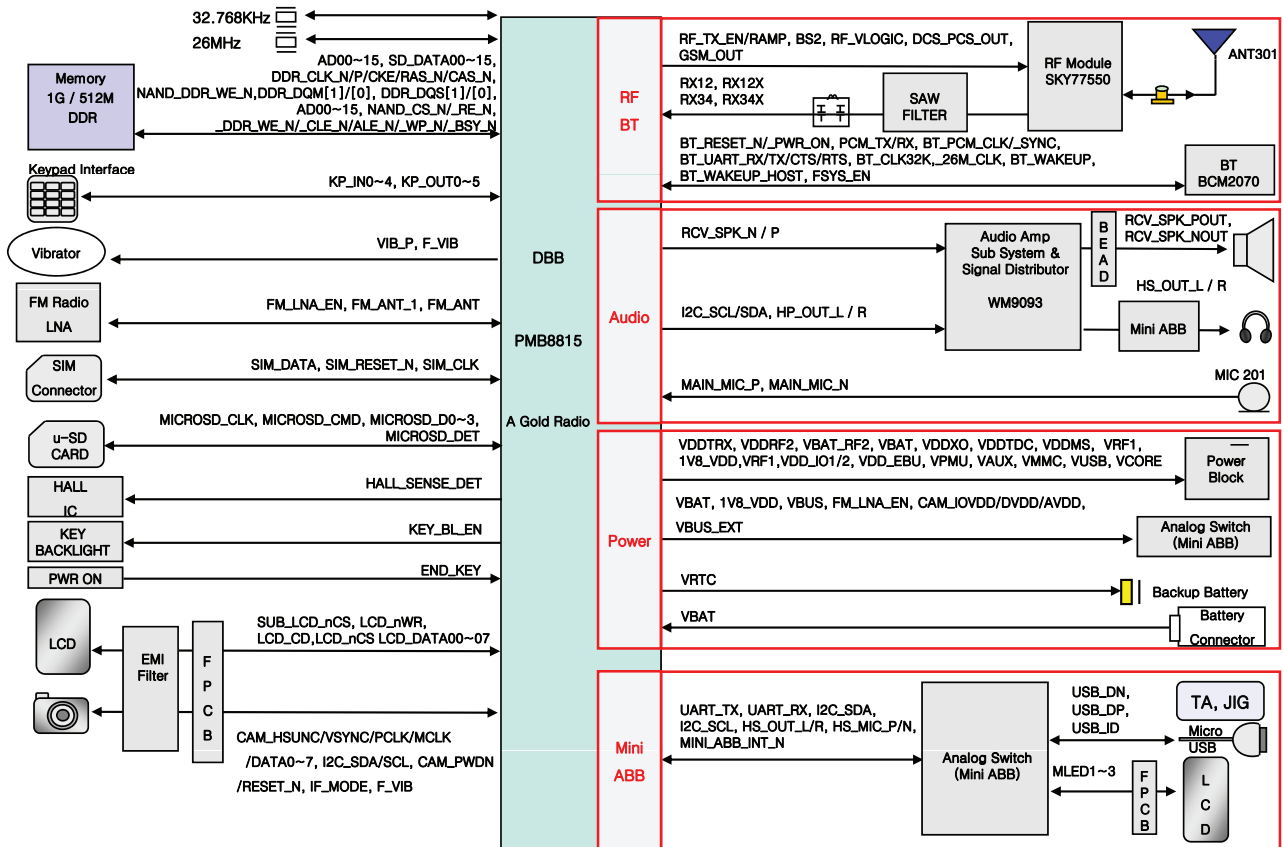 32.768KHz
26MHz
Memory
1G / 512M
DDR
AD00~15, SD_DATA00~15,
DDR_CLK_N/P/CKE/RAS_N/CAS_N,
NAND_DDR_WE_N,DDR_DQM[1]/[0], DDR_DQS[1]/[0],
AD00~15, NAND_CS_N/_RE_N,
_DDR_WE_N/_CLE_N/ALE_N/_WP_N/_BSY_N
Keypad Interface
KP_IN0~4, KP_OUT0~5
Vibrator
VIB_P, F_VIB
FM Radio
LNA
FM_LNA_EN, FM_ANT_1, FM_ANT
SIM
Connector
SIM_DATA, SIM_RESET_N, SIM_CLK
u-SD
CARD
MICROSD_CLK, MICROSD_CMD, MICROSD_D0~3,
MICROSD_DET
HALL
IC
HALL_SENSE_DET
KEY
BACKLIGHT
KEY_BL_EN
PWR ON
END_KEY
LCD
EMI
Filter
F
P
C
B
SUB_LCD_nCS, LCD_nWR,
LCD_CD,LCD_nCS LCD_DATA00~07
CAM_HSUNC/VSYNC/PCLK/MCLK
/DATA0~7, I2C_SDA/SCL, CAM_PWDN
/RESET_N, IF_MODE, F_VIB
DBB
PMB8815
A Gold Radio
RF
BT
RF_TX_EN/RAMP, BS2, RF_VLOGIC, DCS_PCS_OUT,
GSM_OUT
RX12, RX12X
RX34, RX34X
SAW
FILTER
RF Module
SKY77550
ANT301
BT_RESET_N/_PWR_ON, PCM_TX/RX, BT_PCM_CLK/_SYNC,
BT_UART_RX/TX/CTS/RTS, BT_CLK32K,_26M_CLK, BT_WAKEUP,
BT_WAKEUP_HOST, FSYS_EN
BT
BCM2070
Audio
RCV_SPK_N / P
I2C_SCL/SDA, HP_OUT_L / R
Audio Amp
Sub System &
Signal Distributor
WM9093
B
E
A
D
RCV_SPK_POUT,
RCV_SPK_NOUT
HS_OUT_L / R
Mini ABB
MAIN_MIC_P, MAIN_MIC_N
MIC 201
Power
VDDTRX, VDDRF2, VBAT_RF2, VBAT, VDDXO, VDDTDC, VDDMS, VRF1,
1V8_VDD,VRF1,VDD_IO1/2, VDD_EBU, VPMU, VAUX, VMMC, VUSB, VCORE
Power
Block
VBAT, 1V8_VDD, VBUS, FM_LNA_EN, CAM_IOVDD/DVDD/AVDD,
VBUS_EXT
Analog Switch
(Mini ABB)
VRTC
Backup Battery
VBAT
Battery
Connector
Mini
ABB
UART_TX, UART_RX, I2C_SDA,
I2C_SCL, HS_OUT_L/R, HS_MIC_P/N,
MINI_ABB_INT_N
Analog Switch
(Mini ABB)
USB_DN,
USB_DP,
USB_ID
TA, JIG
Micro
USB
MLED1~3
F
P
C
B
L
C
D